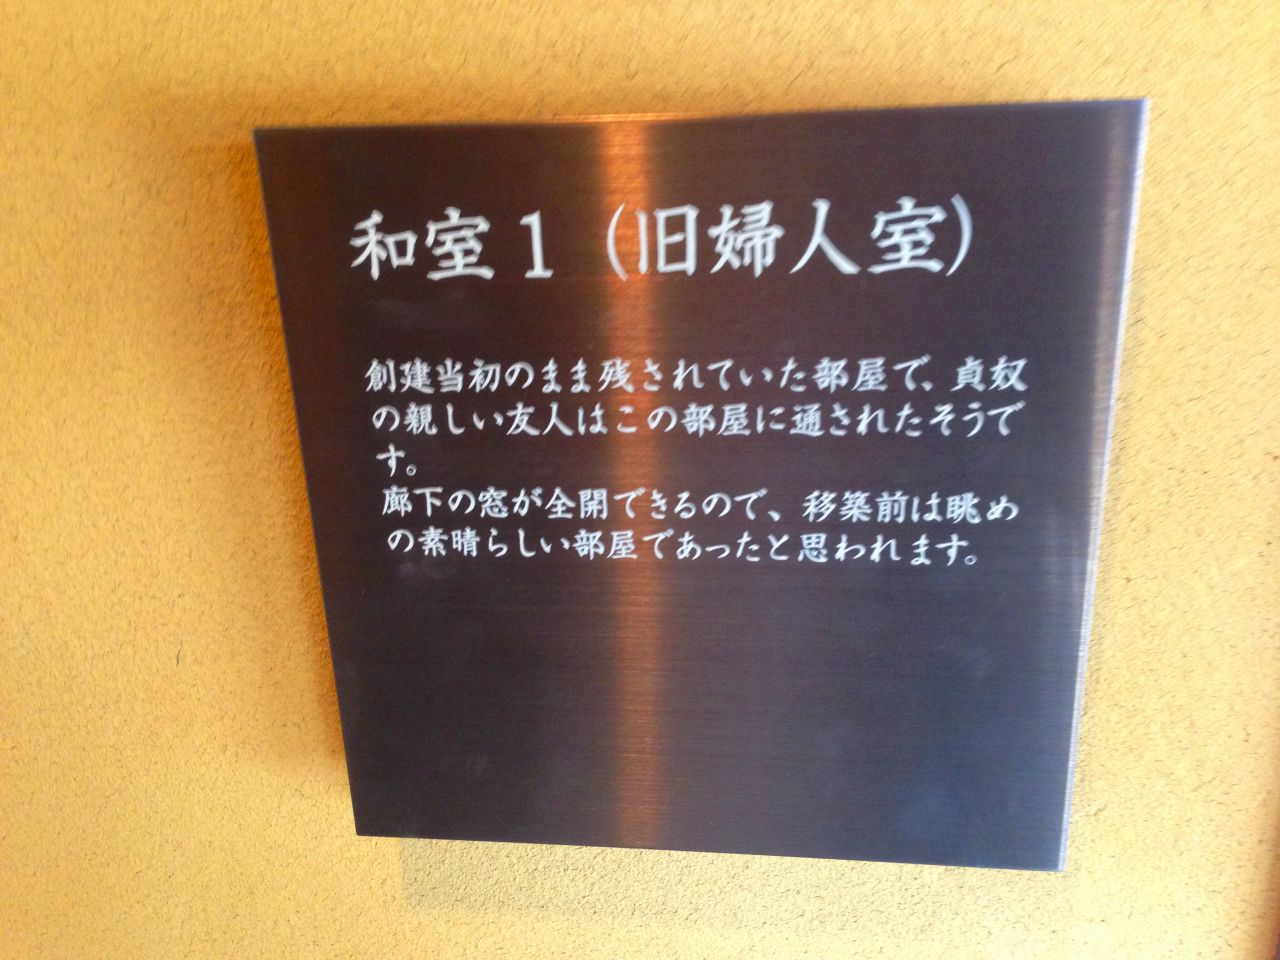 和室1（旧婦人室）
創建当初のまま残されていた部屋で、貞奴
の親しい友人はこの部屋に通されたそうで
す。
廊下の窓が全開できるので、移築前は眺め
の素晴らしい部屋であったと思われます。